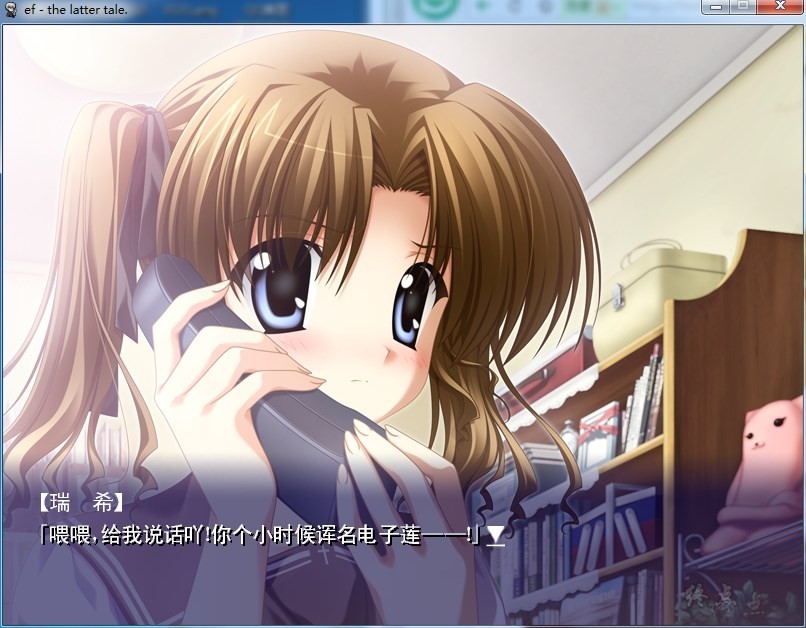 ef - the latter tale.
【瑞　希】
「喂喂,给我说话吖!你个小时候诨名电子莲——!」